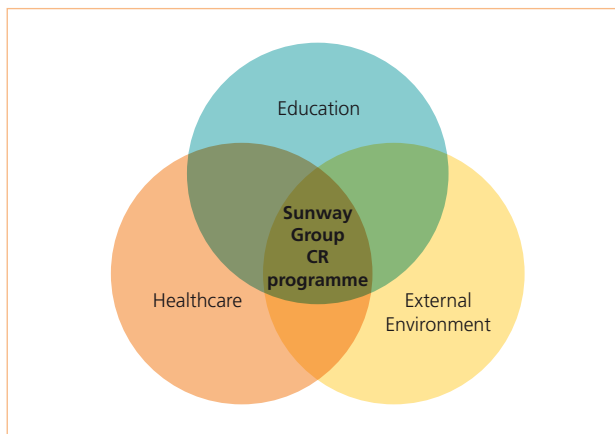 Education
Sunway
Group
CR
programme
Healthcare
External
Environment